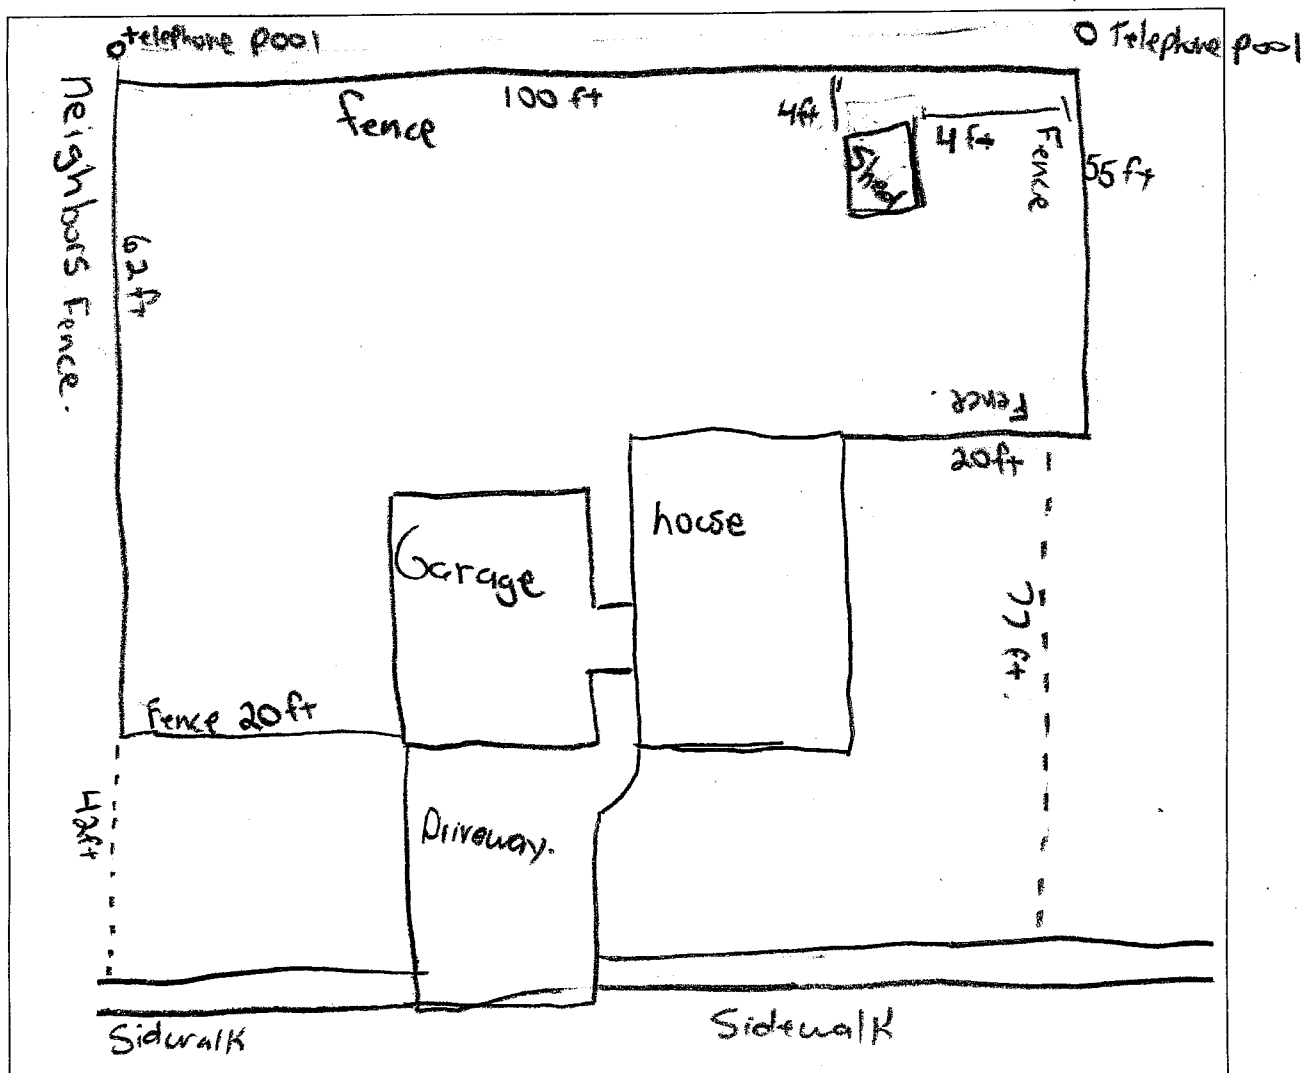 telephone pool
Telephone pool
100 ft
fence
4ft
4 ft
Shed
Fence
55 ft
Neighbors Fence.
62 ft
Fence.
20ft
house
Garage
77 ft.
Fence 20ft
42ft
Driveway.
Sidwalk
Sidewalk